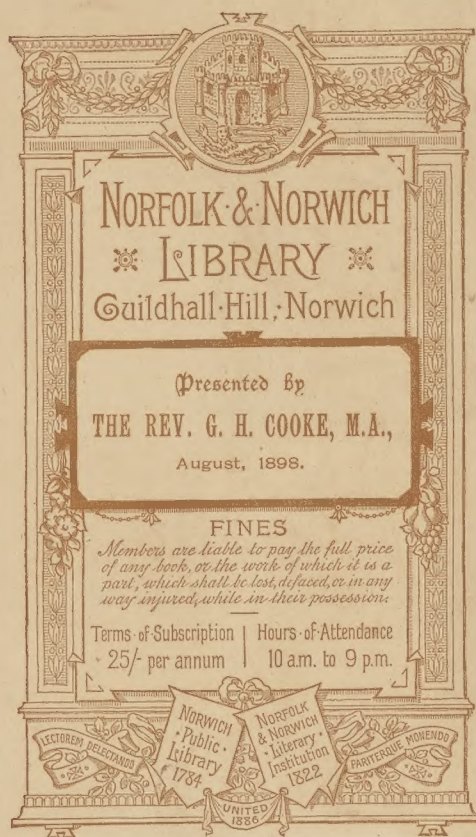 NORFOLK · & · NORWICH
LIBRARY
Guildhall · Hill, · Norwich
Presented by
THE REV. G. H. COOKE, M.A.,
August, 1898.
FINES
Members are liable to pay the full price
of any book, or the work of which it is a
part, which shall be lost, defaced, or in any
way injured, while in their possession.
Terms · of · Subscription
25/- per annum
Hours · of · Attendance
10 a.m. to 9 p.m.
LECTOREM DELECTANDO
NORWICH
· Public ·
Library
1784
NORFOLK
& NORWICH
· Literary ·
Institution
1822
PARITERQUE MONENDO
UNITED
1886